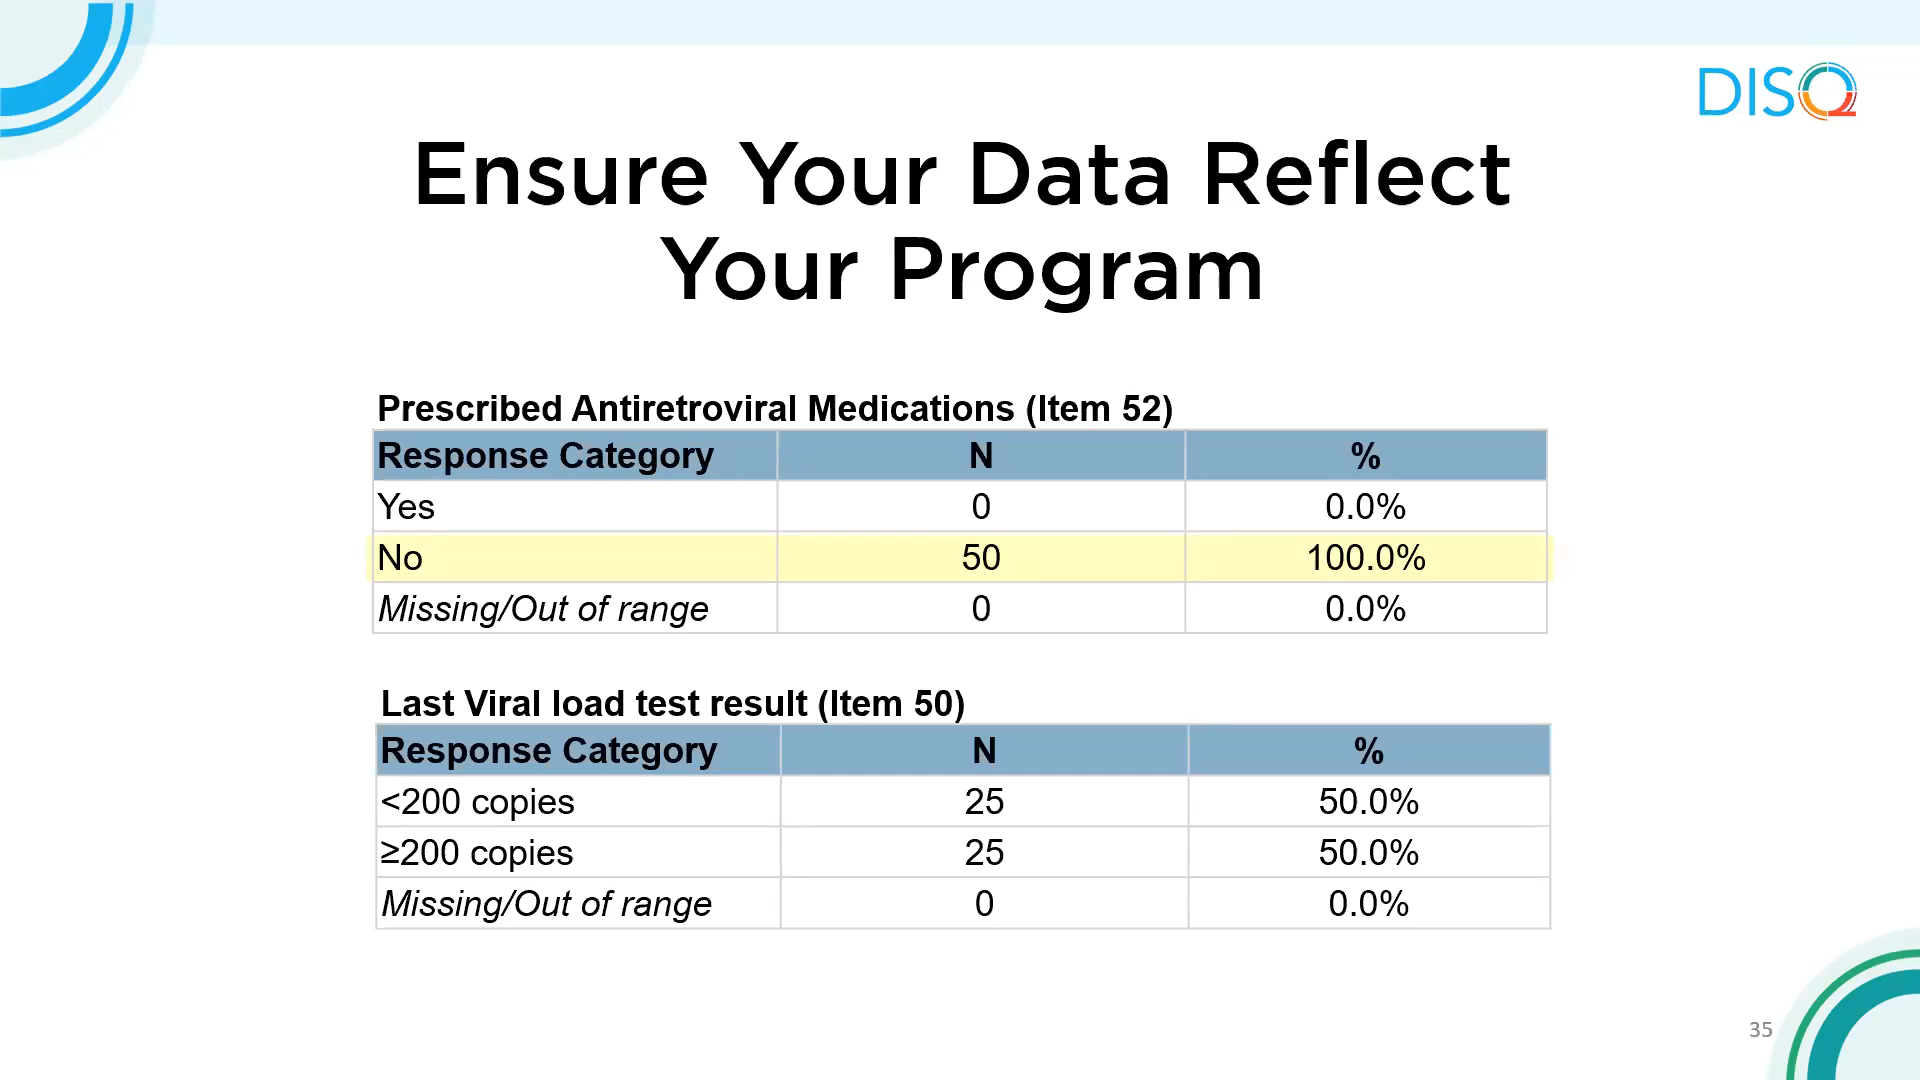 DISQ
Ensure Your Data Reflect
Your Program
Prescribed Antiretroviral Medications (Item 52)
Response Category N %
Yes 0 0.0%
No 50 100.0%
Missing/Out of range 0 0.0%
Last Viral load test result (Item 50)
Response Category N %
<200 copies 25 50.0%
≥200 copies 25 50.0%
Missing/Out of range 0 0.0%
35